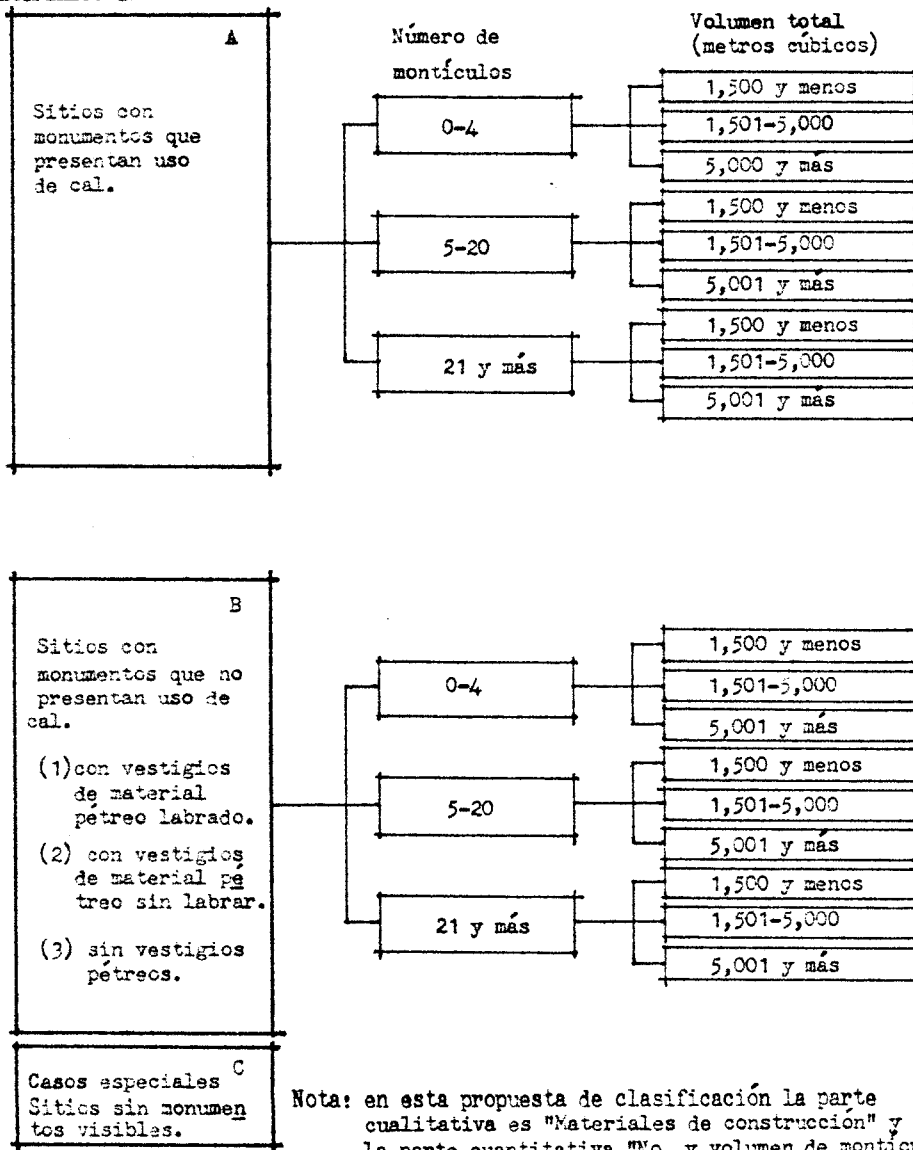 A
Sitios con
monumentos que
presentan uso
de cal.
Número de
montículos
Volumen total
(metros cúbicos)
0-4
1,500 y menos
1,501-5,000
5,000 y más
5-20
1,500 y menos
1,501-5,000
5,001 y más
21 y más
1,500 y menos
1,501-5,000
5,001 y más
B
Sitios con
monumentos que no
presentan uso de
cal.
(1) con vestigios
de material
pétreo labrado.
(2) con vestigios
de material pé
treo sin labrar.
(3) sin vestigios
pétreos.
0-4
1,500 y menos
1,501-5,000
5,001 y más
5-20
1,500 y menos
1,501-5,000
5,001 y más
21 y más
1,500 y menos
1,501-5,000
5,001 y más
C
Casos especiales
Sitios sin monumen
tos visibles.
Nota: en esta propuesta de clasificación la parte
cualitativa es "Materiales de construcción" y
la parte cuantitativa "No. y volumen de